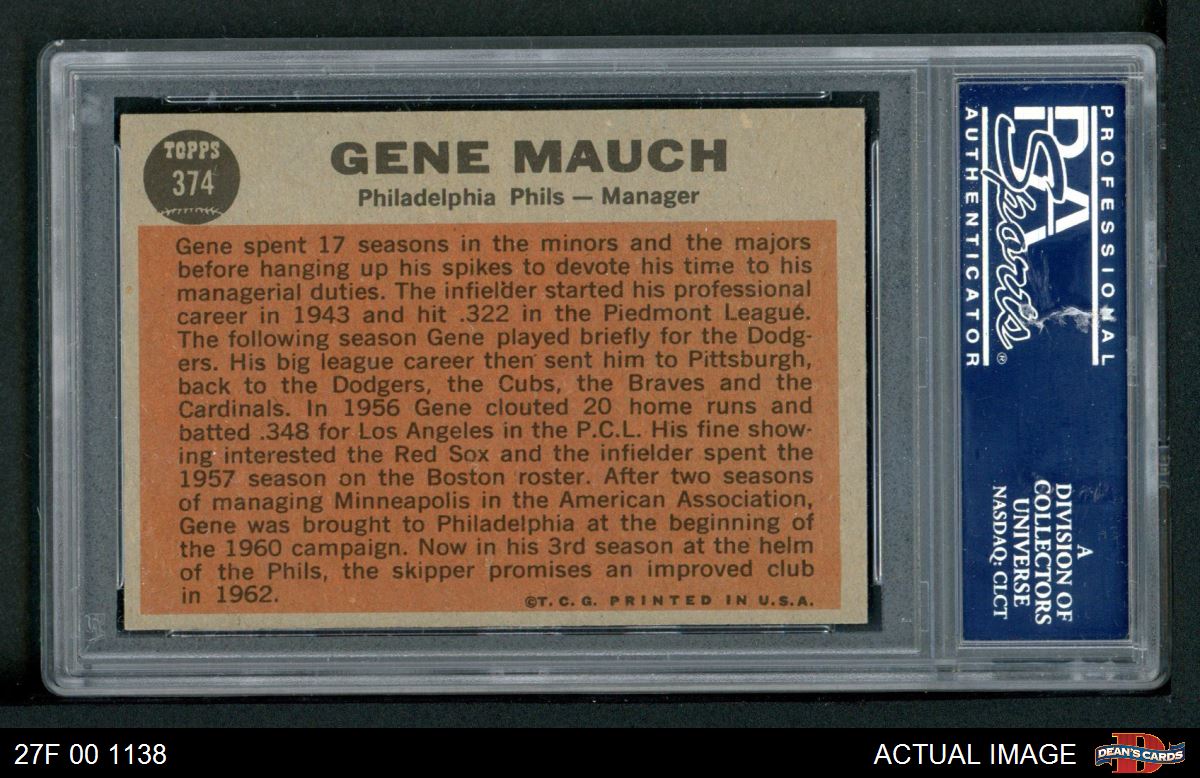 TOPPS
374
GENE MAUCH
Philadelphia Phils — Manager
Gene spent 17 seasons in the minors and the majors
before hanging up his spikes to devote his time to his
managerial duties. The infielder started his professional
career in 1943 and hit .322 in the Piedmont League.
The following season Gene played briefly for the Dodg-
ers. His big league career then sent him to Pittsburgh,
back to the Dodgers, the Cubs, the Braves and the
Cardinals. In 1956 Gene clouted 20 home runs and
batted .348 for Los Angeles in the P.C.L. His fine show-
ing interested the Red Sox and the infielder spent the
1957 season on the Boston roster. After two seasons
of managing Minneapolis in the American Association,
Gene was brought to Philadelphia at the beginning of
the 1960 campaign. Now in his 3rd season at the helm
of the Phils, the skipper promises an improved club
in 1962.
©T. C. G. PRINTED IN U.S.A.
PROFESSIONAL
PSA
Sports®
AUTHENTICATOR
A
DIVISION OF
COLLECTORS
UNIVERSE
NASDAQ: CLCT
27F 00 1138
ACTUAL IMAGE
DEAN'S CARDS